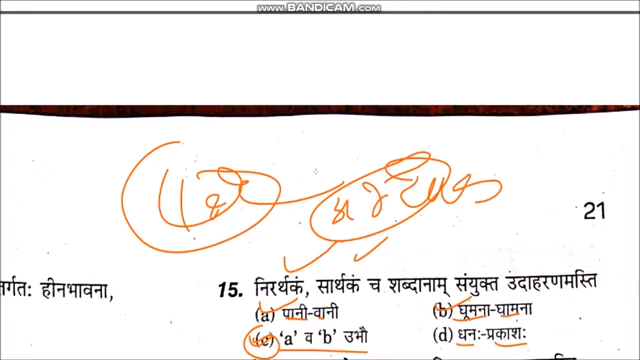 www.BANDICAM.com
21
र्गतः हीनभावना,
15. निरर्थकं, सार्थकं च शब्दानाम् संयुक्त उदाहरणमस्ति
(a) पानी-वानी (b) घूमना-घामना
(c) ‘a’ व ‘b’ उभौ (d) धनः-प्रकाशः